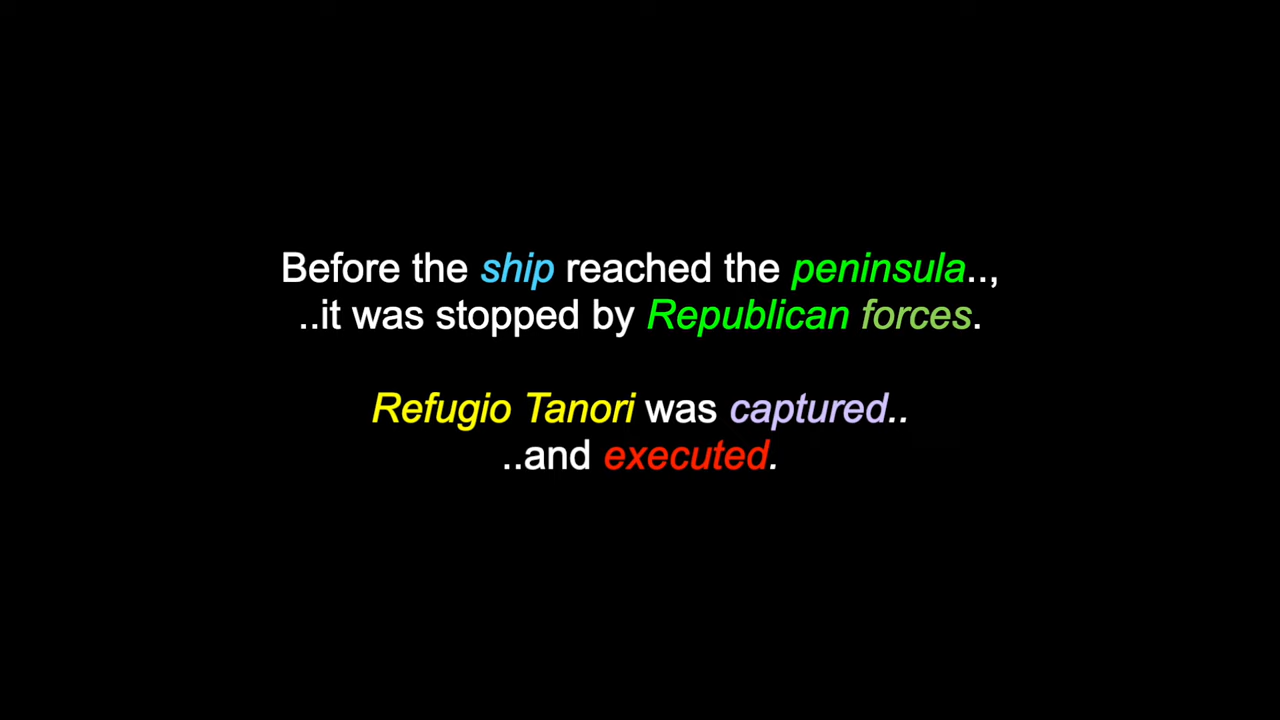 Before the ship reached the peninsula..,
..it was stopped by Republican forces.
Refugio Tanori was captured..
..and executed.